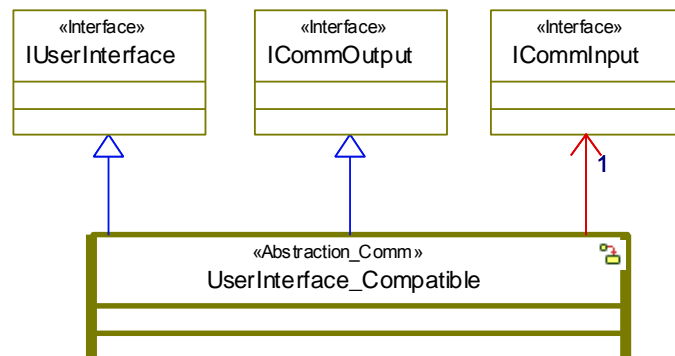 «Interface»
IUserInterface
«Interface»
ICommOutput
«Interface»
ICommInput
1
«Abstraction_Comm»
UserInterface_Compatible